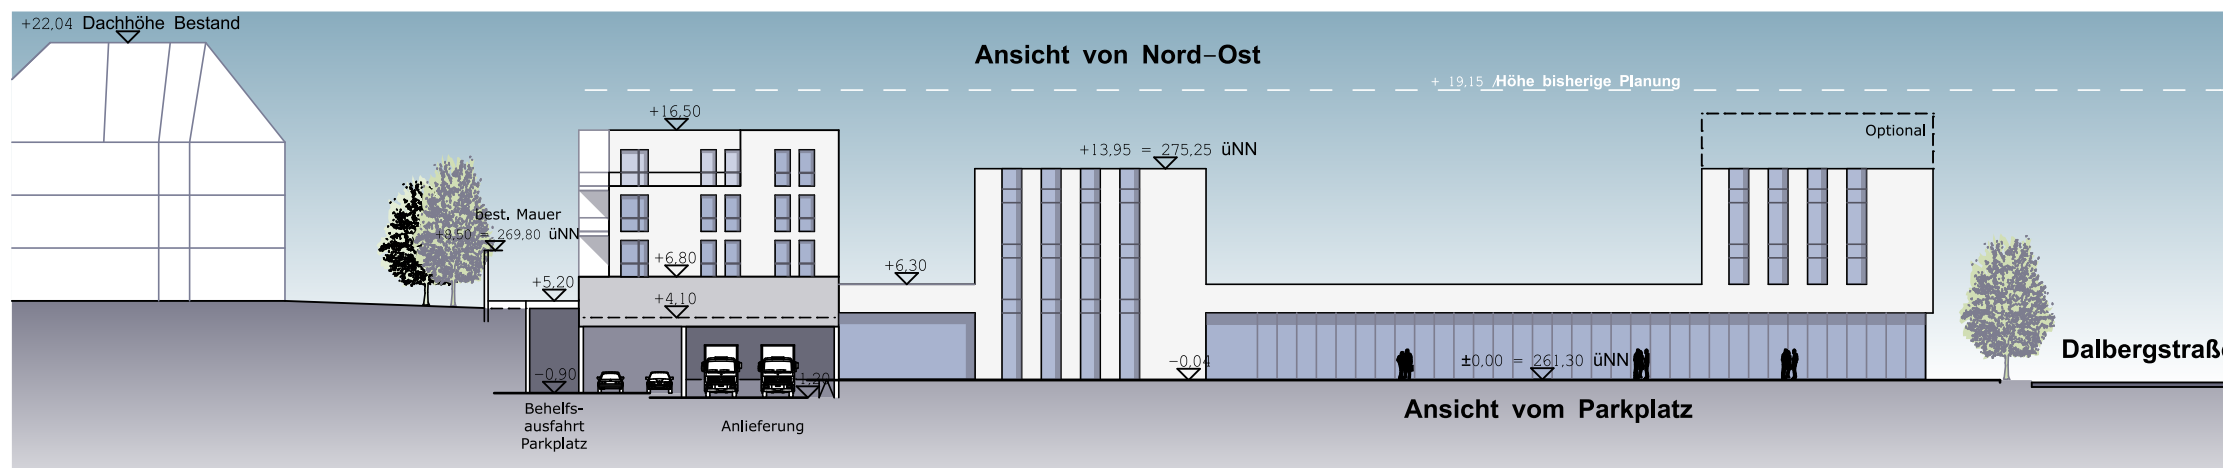 +22,04 Dachhöhe Bestand
Ansicht von Nord-Ost
+ 19,15 /Höhe bisherige Planung
+16,50
Optional
+13,95 = 275,25 üNN
best. Mauer
+8,50 = 269,80 üNN
+6,80
+6,30
+5,20
+4,10
-0,04
±0,00 = 261,30 üNN
Dalbergstraße
-0,90
1,20
Ansicht vom Parkplatz
Behelfs-
ausfahrt
Parkplatz
Anlieferung